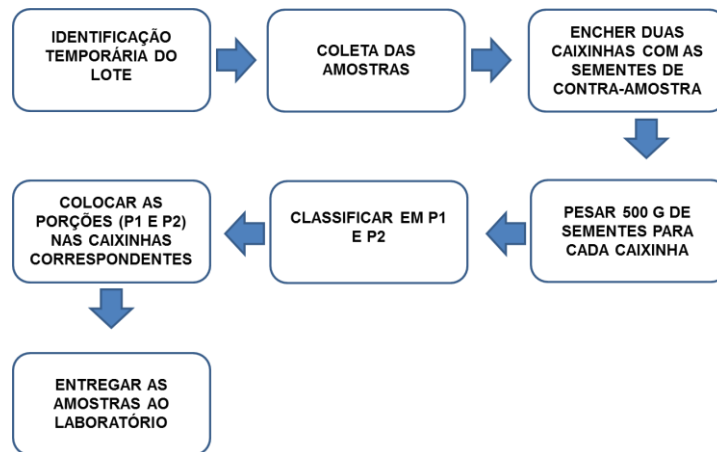 IDENTIFICAÇÃO
TEMPORÁRIA DO
LOTE
COLETA DAS
AMOSTRAS
ENCHER DUAS
CAIXINHAS COM AS
SEMENTES DE
CONTRA-AMOSTRA
PESAR 500 G DE
SEMENTES PARA
CADA CAIXINHA
CLASSIFICAR EM P1
E P2
COLOCAR AS
PORÇÕES (P1 E P2)
NAS CAIXINHAS
CORRESPONDENTES
ENTREGAR AS
AMOSTRAS AO
LABORATÓRIO